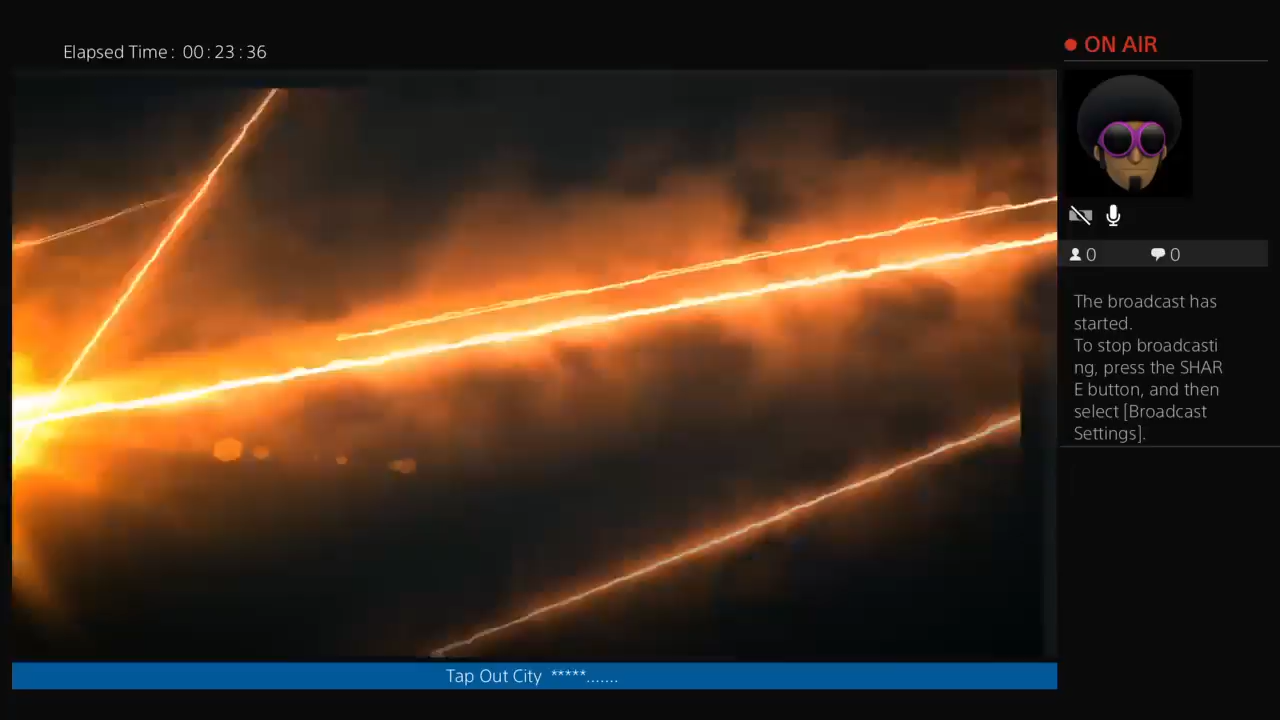 Elapsed Time: 00:23:36
ON AIR
0 0
The broadcast has
started.
To stop broadcasti
ng, press the SHAR
E button, and then
select [Broadcast
Settings].
Tap Out City *****.......